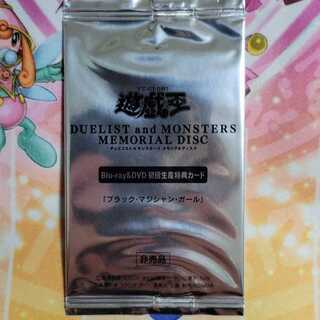 遊戯王
DUELIST and MONSTERS
MEMORIAL DISC
デュエリスト&モンスターズ メモリアルディスク
Blu-ray&DVD 初回生産特典カード
「ブラック・マジシャン・ガール」
非売品